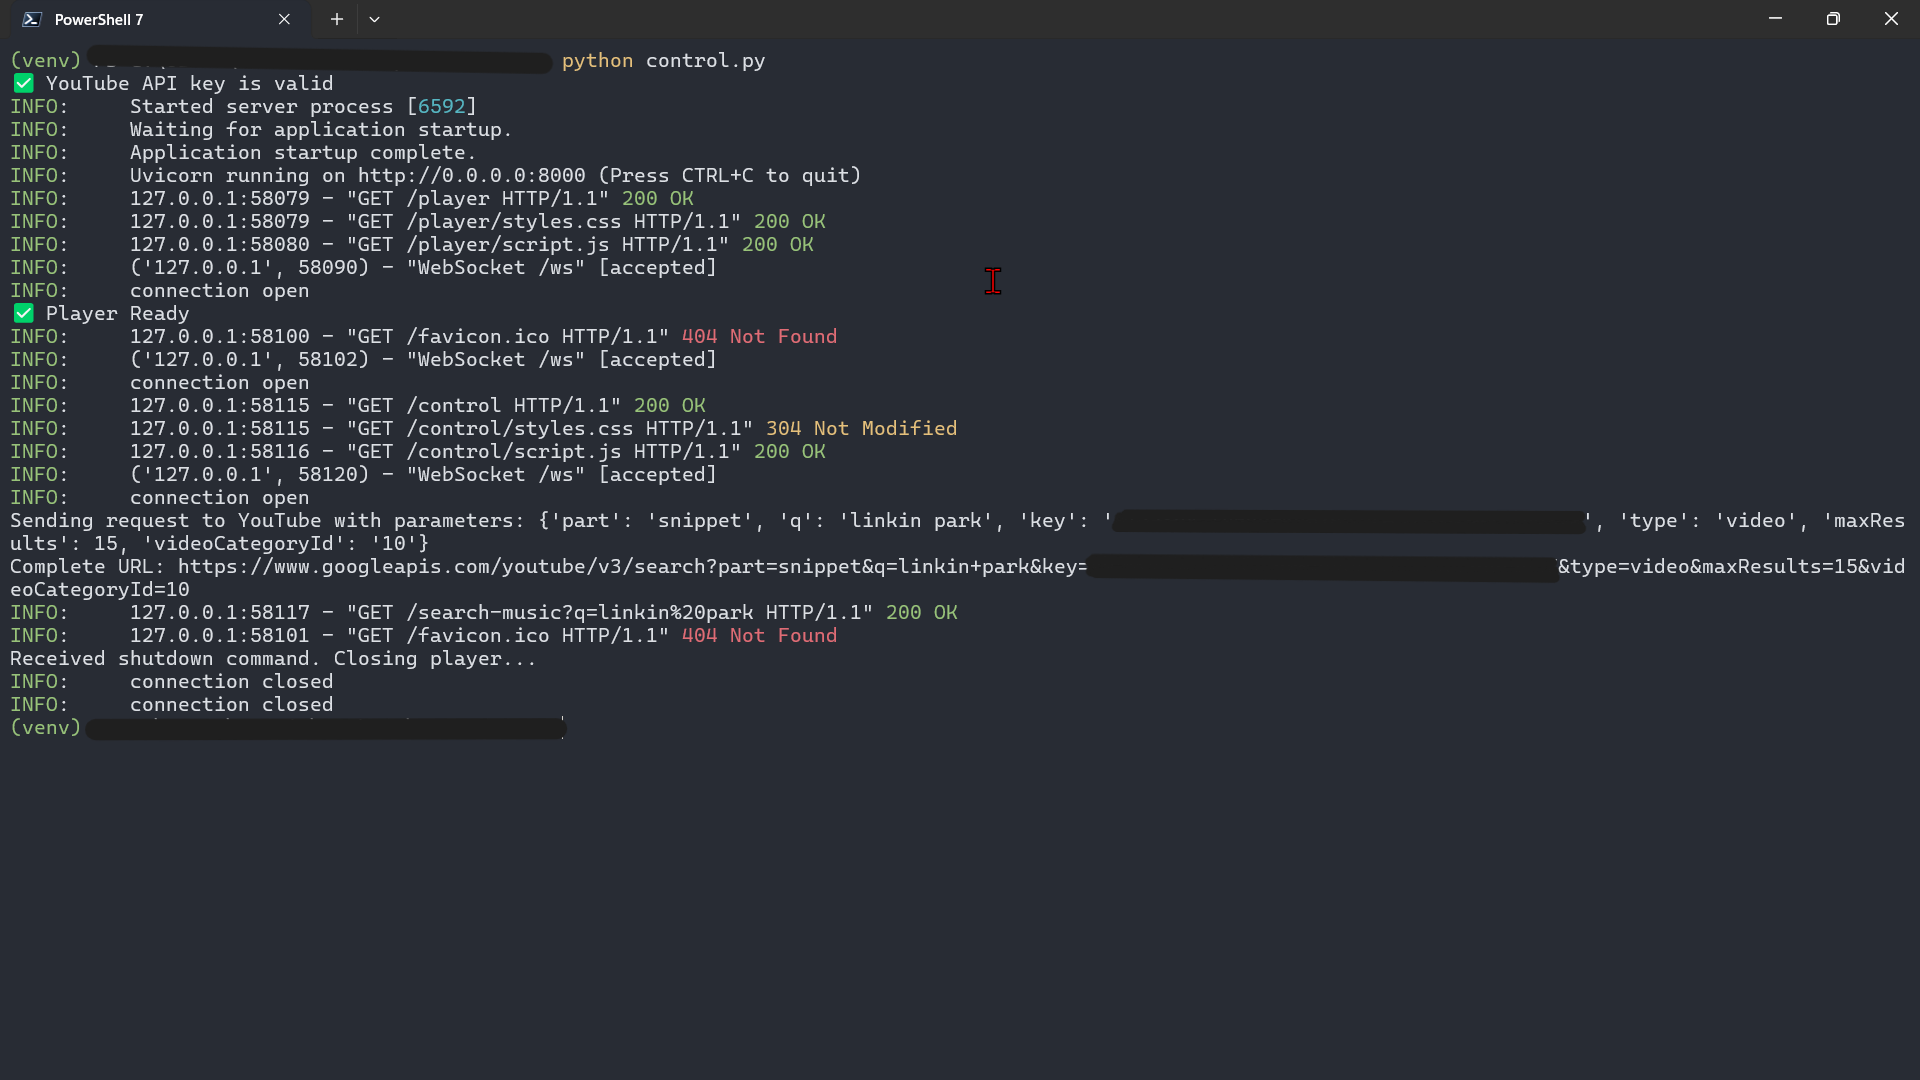 PowerShell 7
(venv) python control.py
✅ YouTube API key is valid
INFO:     Started server process [6592]
INFO:     Waiting for application startup.
INFO:     Application startup complete.
INFO:     Uvicorn running on http://0.0.0.0:8000 (Press CTRL+C to quit)
INFO:     127.0.0.1:58079 - "GET /player HTTP/1.1" 200 OK
INFO:     127.0.0.1:58079 - "GET /player/styles.css HTTP/1.1" 200 OK
INFO:     127.0.0.1:58080 - "GET /player/script.js HTTP/1.1" 200 OK
INFO:     ('127.0.0.1', 58090) - "WebSocket /ws" [accepted]
INFO:     connection open
✅ Player Ready
INFO:     127.0.0.1:58100 - "GET /favicon.ico HTTP/1.1" 404 Not Found
INFO:     ('127.0.0.1', 58102) - "WebSocket /ws" [accepted]
INFO:     connection open
INFO:     127.0.0.1:58115 - "GET /control HTTP/1.1" 200 OK
INFO:     127.0.0.1:58115 - "GET /control/styles.css HTTP/1.1" 304 Not Modified
INFO:     127.0.0.1:58116 - "GET /control/script.js HTTP/1.1" 200 OK
INFO:     ('127.0.0.1', 58120) - "WebSocket /ws" [accepted]
INFO:     connection open
Sending request to YouTube with parameters: {'part': 'snippet', 'q': 'linkin park', 'key': '', 'type': 'video', 'maxRes
ults': 15, 'videoCategoryId': '10'}
Complete URL: https://www.googleapis.com/youtube/v3/search?part=snippet&q=linkin+park&key=&type=video&maxResults=15&vid
eoCategoryId=10
INFO:     127.0.0.1:58117 - "GET /search-music?q=linkin%20park HTTP/1.1" 200 OK
INFO:     127.0.0.1:58101 - "GET /favicon.ico HTTP/1.1" 404 Not Found
Received shutdown command. Closing player...
INFO:     connection closed
INFO:     connection closed
(venv)